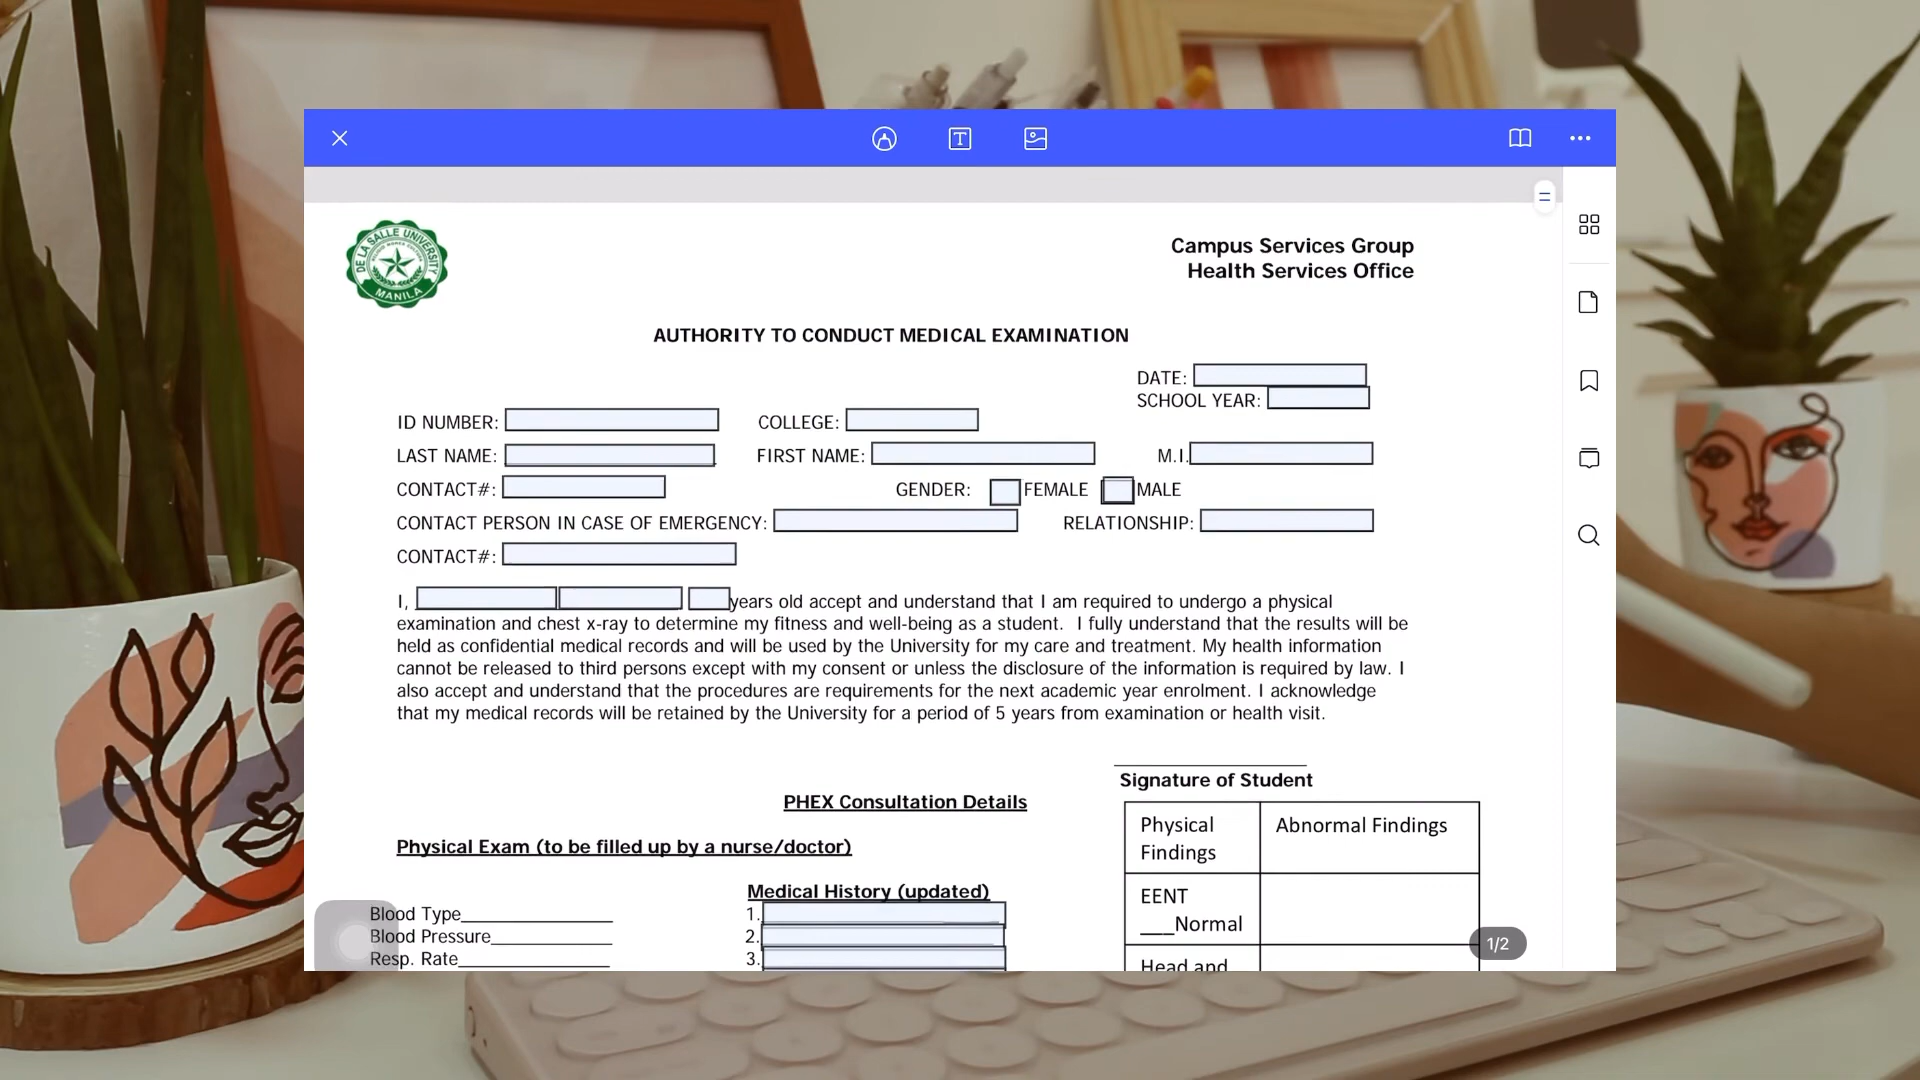 DE LA SALLE UNIVERSITY
MANILA
Campus Services Group
Health Services Office
AUTHORITY TO CONDUCT MEDICAL EXAMINATION
DATE:
SCHOOL YEAR:
ID NUMBER: COLLEGE:
LAST NAME: FIRST NAME: M.I.
CONTACT#: GENDER: FEMALE MALE
CONTACT PERSON IN CASE OF EMERGENCY: RELATIONSHIP:
CONTACT#:
I, years old accept and understand that I am required to undergo a physical
examination and chest x-ray to determine my fitness and well-being as a student. I fully understand that the results will be
held as confidential medical records and will be used by the University for my care and treatment. My health information
cannot be released to third persons except with my consent or unless the disclosure of the information is required by law. I
also accept and understand that the procedures are requirements for the next academic year enrolment. I acknowledge
that my medical records will be retained by the University for a period of 5 years from examination or health visit.
Signature of Student
PHEX Consultation Details
Physical Exam (to be filled up by a nurse/doctor)
Medical History (updated)
Blood Type____________ 1.
Blood Pressure____________ 2.
Resp. Rate____________ 3.
Physical Findings Abnormal Findings
EENT
___Normal
Head and
1/2